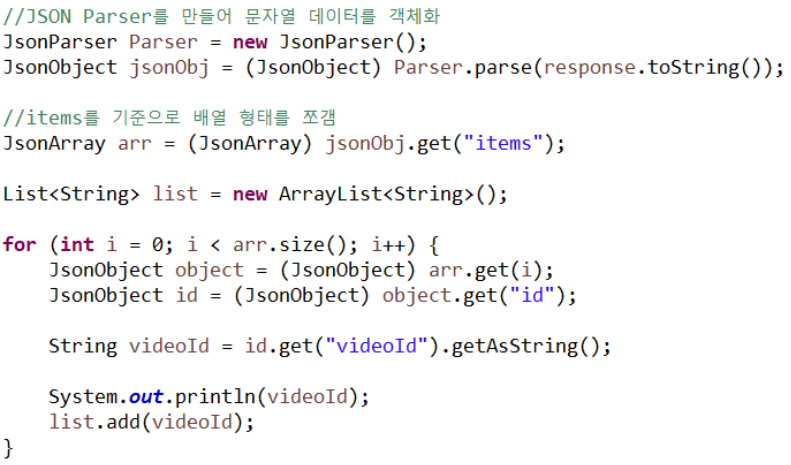 //JSON Parser를 만들어 문자열 데이터를 객체화
JsonParser Parser = new JsonParser();
JsonObject jsonObj = (JsonObject) Parser.parse(response.toString());
//items를 기준으로 배열 형태를 쪼갬
JsonArray arr = (JsonArray) jsonObj.get("items");
List<String> list = new ArrayList<String>();
for (int i = 0; i < arr.size(); i++) {
JsonObject object = (JsonObject) arr.get(i);
JsonObject id = (JsonObject) object.get("id");
String videoId = id.get("videoId").getAsString();
System.out.println(videoId);
list.add(videoId);
}